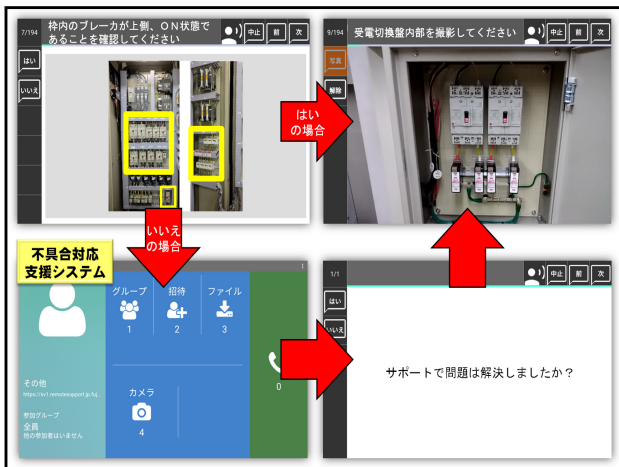 7/194
枠内のブレーカが上側、ON状態で
あることを確認してください
中止
前
次
はい
いいえ
9/194
受電切換盤内部を撮影してください
中止
前
次
写真
解除
はい
の場合
いいえ
の場合
不具合対応
支援システム
グループ
1
招待
2
ファイル
3
カメラ
4
0
その他
参加グループ
全員
他の参加者はいません
1/1
中止
前
次
はい
いいえ
サポートで問題は解決しましたか？